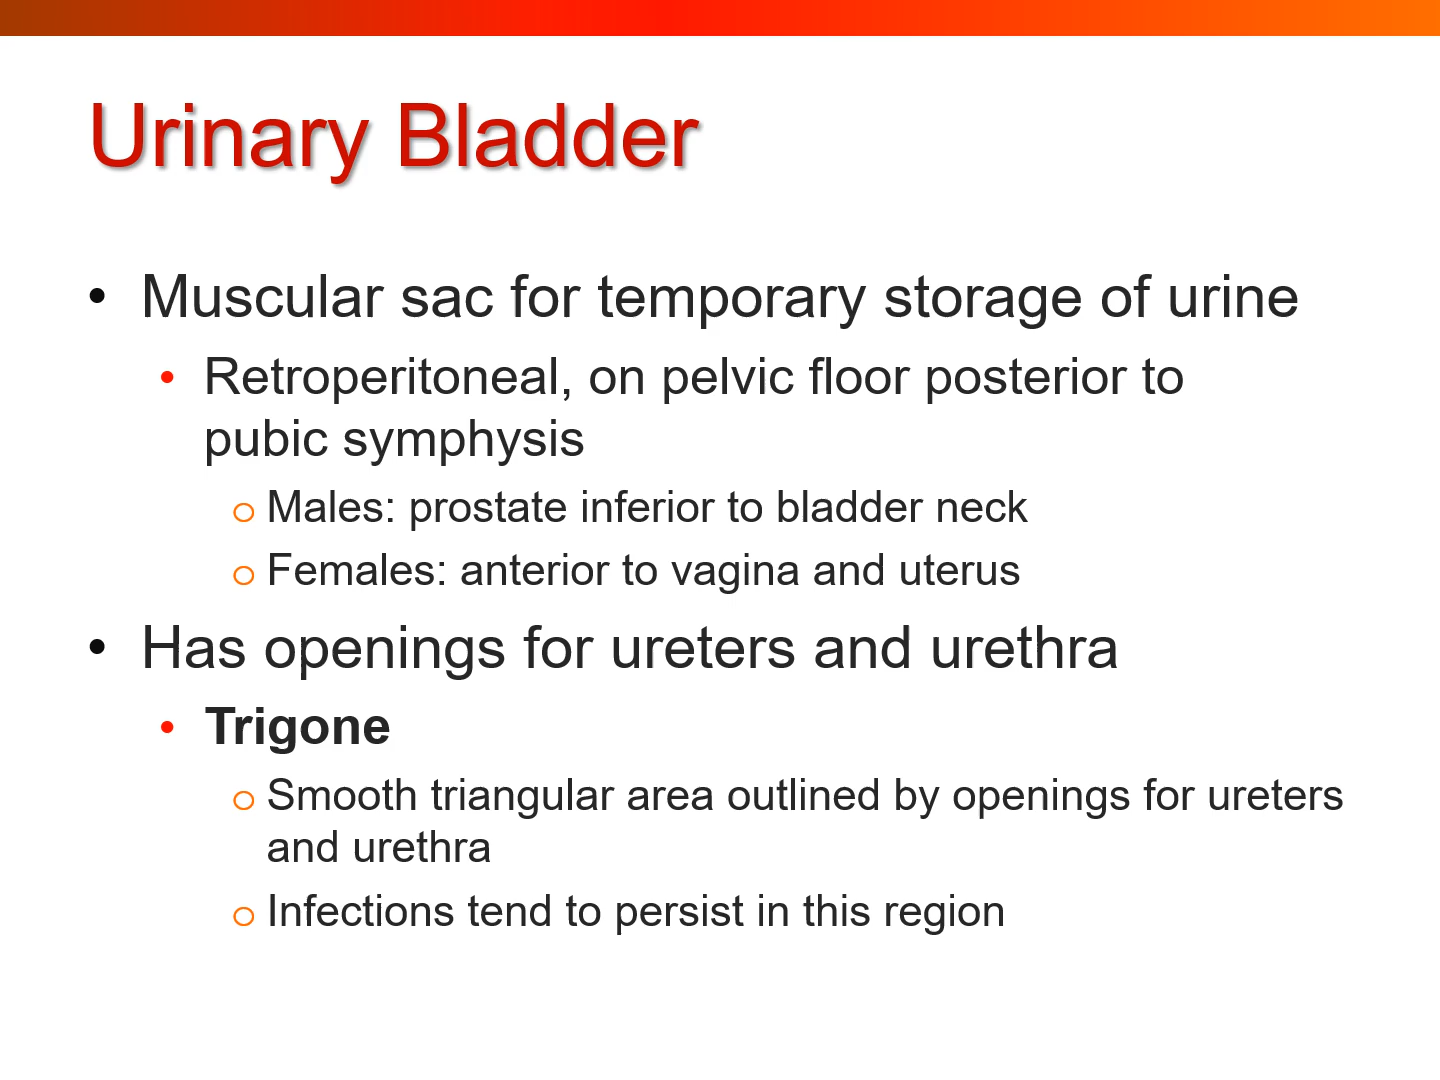 Urinary Bladder
• Muscular sac for temporary storage of urine
• Retroperitoneal, on pelvic floor posterior to
pubic symphysis
o Males: prostate inferior to bladder neck
o Females: anterior to vagina and uterus
• Has openings for ureters and urethra
• Trigone
o Smooth triangular area outlined by openings for ureters
and urethra
o Infections tend to persist in this region